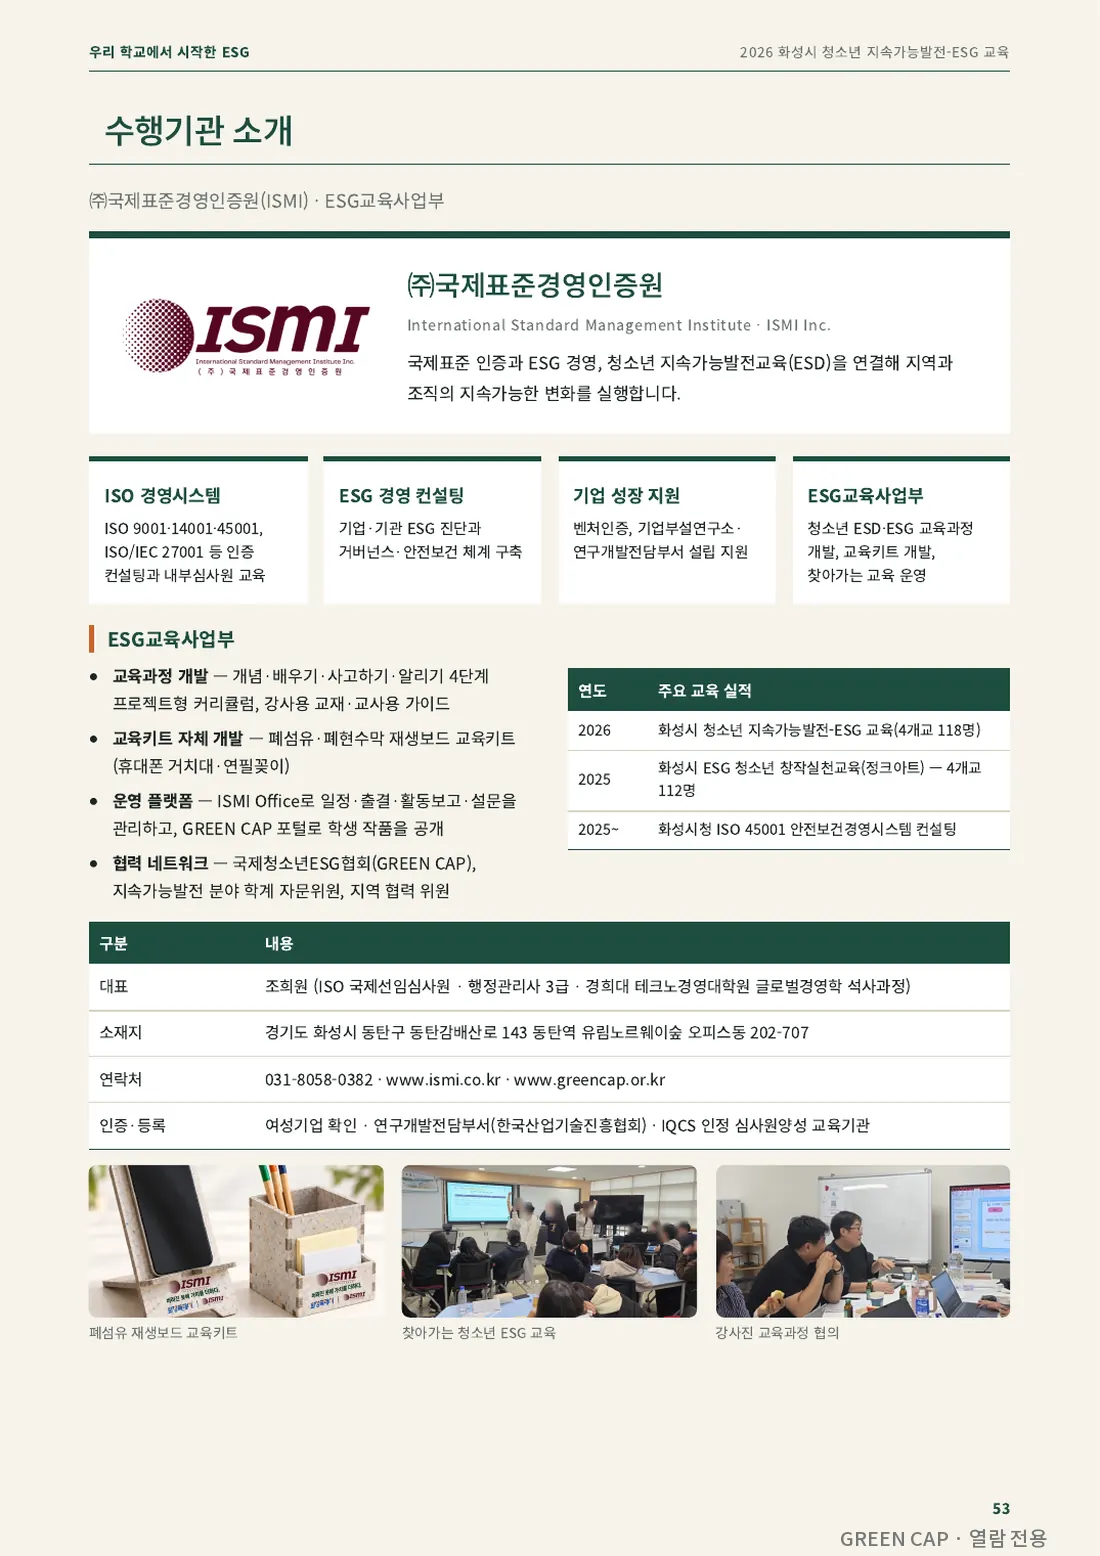 우리 학교에서 시작한 ESG
2026 화성시 청소년 지속가능발전-ESG 교육
수행기관 소개
㈜국제표준경영인증원(ISMI) · ESG교육사업부
ISMI
International Standard Management Institute Inc.
(주)국제표준경영인증원
㈜국제표준경영인증원
International Standard Management Institute · ISMI Inc.
국제표준 인증과 ESG 경영, 청소년 지속가능발전교육(ESD)을 연결해 지역과
조직의 지속가능한 변화를 실행합니다.
ISO 경영시스템
ISO 9001·14001·45001,
ISO/IEC 27001 등 인증
컨설팅과 내부심사원 교육
ESG 경영 컨설팅
기업·기관 ESG 진단과
거버넌스·안전보건 체계 구축
기업 성장 지원
벤처인증, 기업부설연구소·
연구개발전담부서 설립 지원
ESG교육사업부
청소년 ESD·ESG 교육과정
개발, 교육키트 개발,
찾아가는 교육 운영
ESG교육사업부
• 교육과정 개발 — 개념·배우기·사고하기·알리기 4단계
프로젝트형 커리큘럼, 강사용 교재·교사용 가이드
• 교육키트 자체 개발 — 폐섬유·폐현수막 재생보드 교육키트
(휴대폰 거치대·연필꽂이)
• 운영 플랫폼 — ISMI Office로 일정·출결·활동보고·설문을
관리하고, GREEN CAP 포털로 학생 작품을 공개
• 협력 네트워크 — 국제청소년ESG협회(GREEN CAP),
지속가능발전 분야 학계 자문위원, 지역 협력 위원
연도 주요 교육 실적
2026 화성시 청소년 지속가능발전-ESG 교육(4개교 118명)
2025 화성시 ESG 청소년 창작실천교육(정크아트) — 4개교
112명
2025~ 화성시청 ISO 45001 안전보건경영시스템 컨설팅
구분 내용
대표 조희원 (ISO 국제선임심사원 · 행정관리사 3급 · 경희대 테크노경영대학원 글로벌경영학 석사과정)
소재지 경기도 화성시 동탄구 동탄감배산로 143 동탄역 유림노르웨이숲 오피스동 202-707
연락처 031-8058-0382 · www.ismi.co.kr · www.greencap.or.kr
인증·등록 여성기업 확인 · 연구개발전담부서(한국산업기술진흥협회) · IQCS 인정 심사원양성 교육기관
ISMI
ISMI
ISMI
ISMI
폐섬유 재생보드 교육키트
찾아가는 청소년 ESG 교육
강사진 교육과정 협의
53
GREEN CAP · 열람 전용